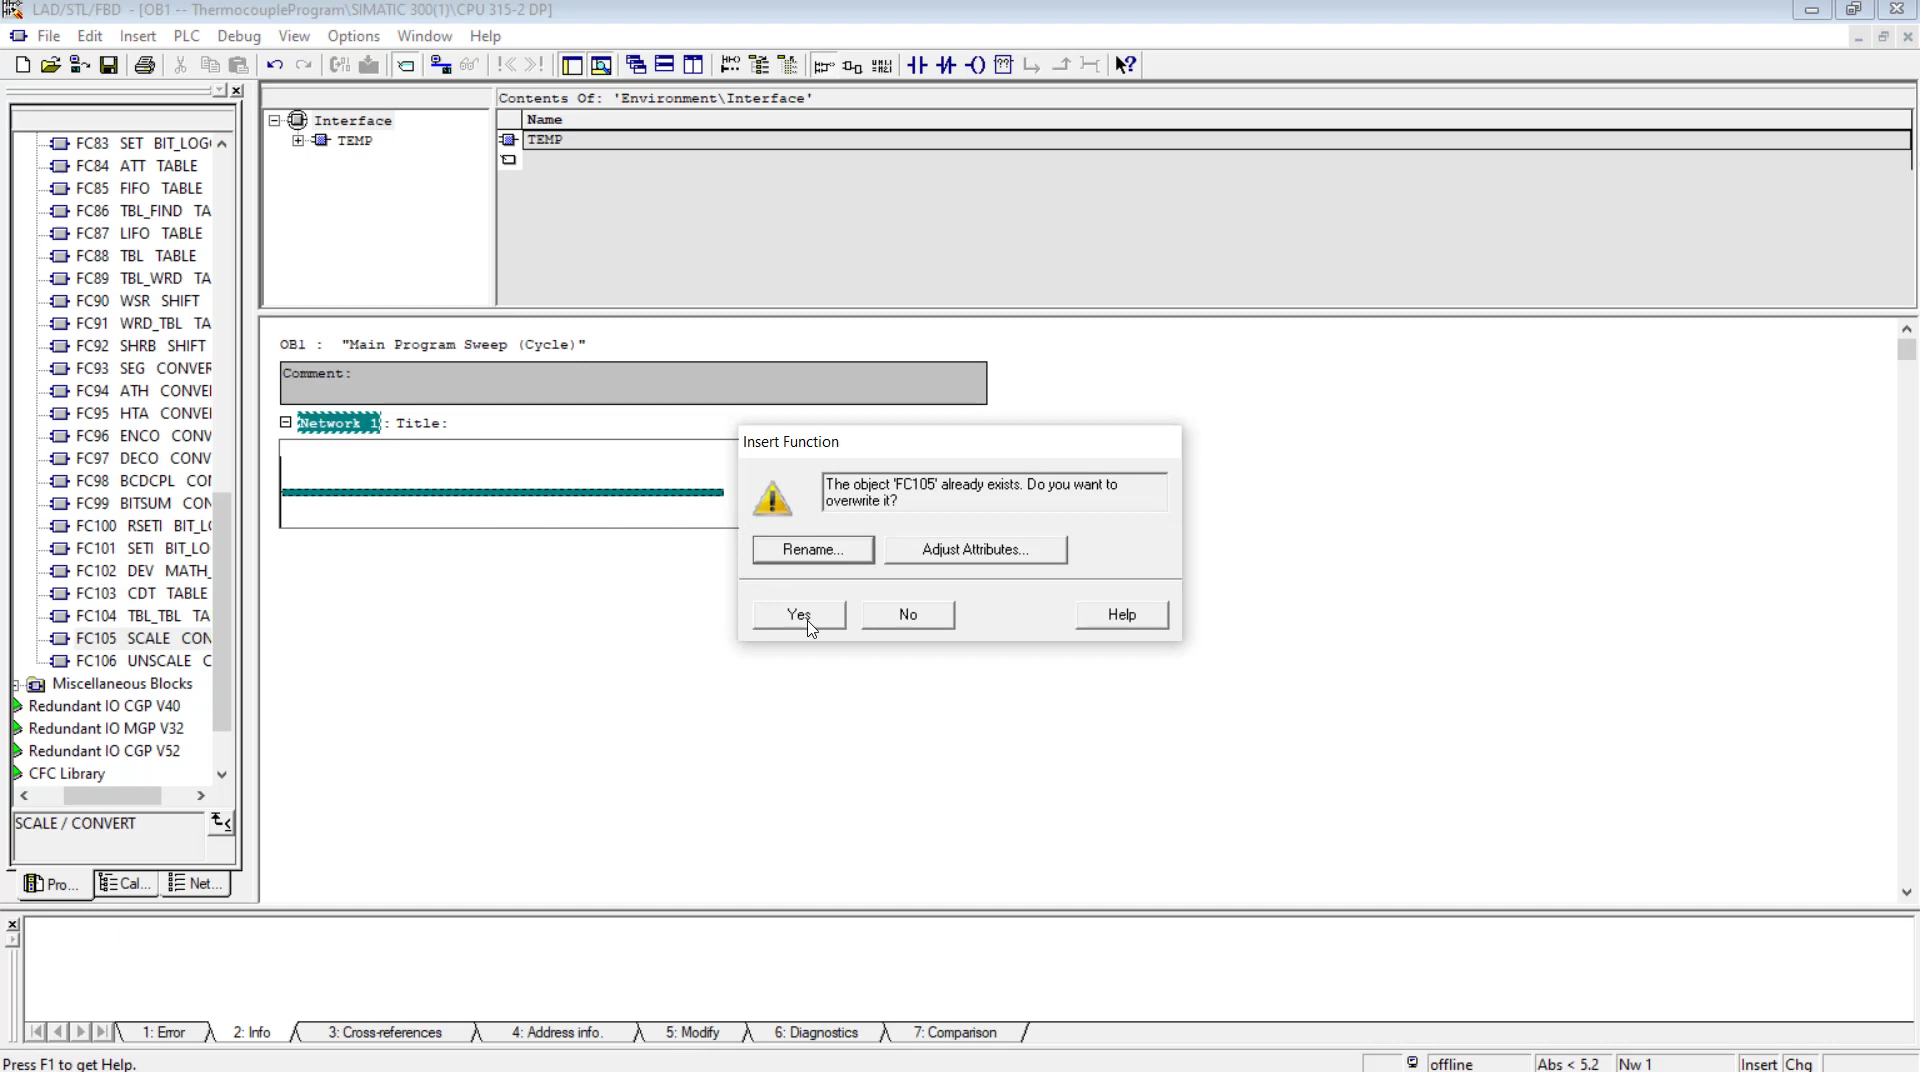 LAD/STL/FBD - [OB1 -- ThermocoupleProgram\SIMATIC 300(1)\CPU 315-2 DP]
File Edit Insert PLC Debug View Options Window Help
FC83 SET BIT_LOG
FC84 ATT TABLE
FC85 FIFO TABLE
FC86 TBL_FIND TA
FC87 LIFO TABLE
FC88 TBL TABLE
FC89 TBL_WRD TA
FC90 WSR SHIFT
FC91 WRD_TBL TA
FC92 SHRB SHIFT
FC93 SEG CONVER
FC94 ATH CONVE
FC95 HTA CONVE
FC96 ENCO CONV
FC97 DECO CONV
FC98 BCDCPL CO
FC99 BITSUM CON
FC100 RSETI BIT_L
FC101 SETI BIT_LO
FC102 DEV MATH_
FC103 CDT TABLE
FC104 TBL_TBL TA
FC105 SCALE CON
FC106 UNSCALE C
Miscellaneous Blocks
Redundant IO CGP V40
Redundant IO MGP V32
Redundant IO CGP V52
CFC Library
SCALE / CONVERT
Pro... Cal... Net...
Interface
TEMP
Contents Of: 'Environment\Interface'
Name
TEMP
OB1 : "Main Program Sweep (Cycle)"
Comment:
Network 1: Title:
Insert Function
The object 'FC105' already exists. Do you want to
overwrite it?
Rename... Adjust Attributes...
Yes No Help
1: Error 2: Info 3: Cross-references 4: Address info. 5: Modify 6: Diagnostics 7: Comparison
Press F1 to get Help. offline Abs < 5.2 Nw 1 Insert Chg